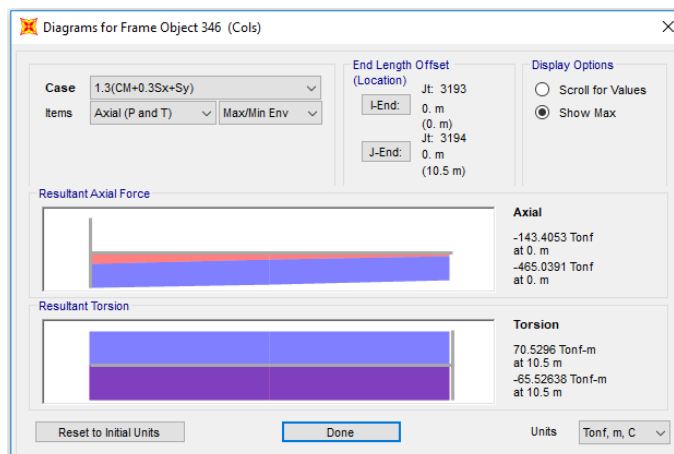 Diagrams for Frame Object 346 (Cols)
Case 1.3(CM+0.3Sx+Sy)
Items Axial (P and T) Max/Min Env
End Length Offset
(Location)
I-End: Jt: 3193
0. m
(0. m)
J-End: Jt: 3194
0. m
(10.5 m)
Display Options
Scroll for Values
Show Max
Resultant Axial Force
Axial
-143.4053 Tonf
at 0. m
-465.0391 Tonf
at 0. m
Resultant Torsion
Torsion
70.5296 Tonf-m
at 10.5 m
-65.52638 Tonf-m
at 10.5 m
Reset to Initial Units Done Units Tonf, m, C